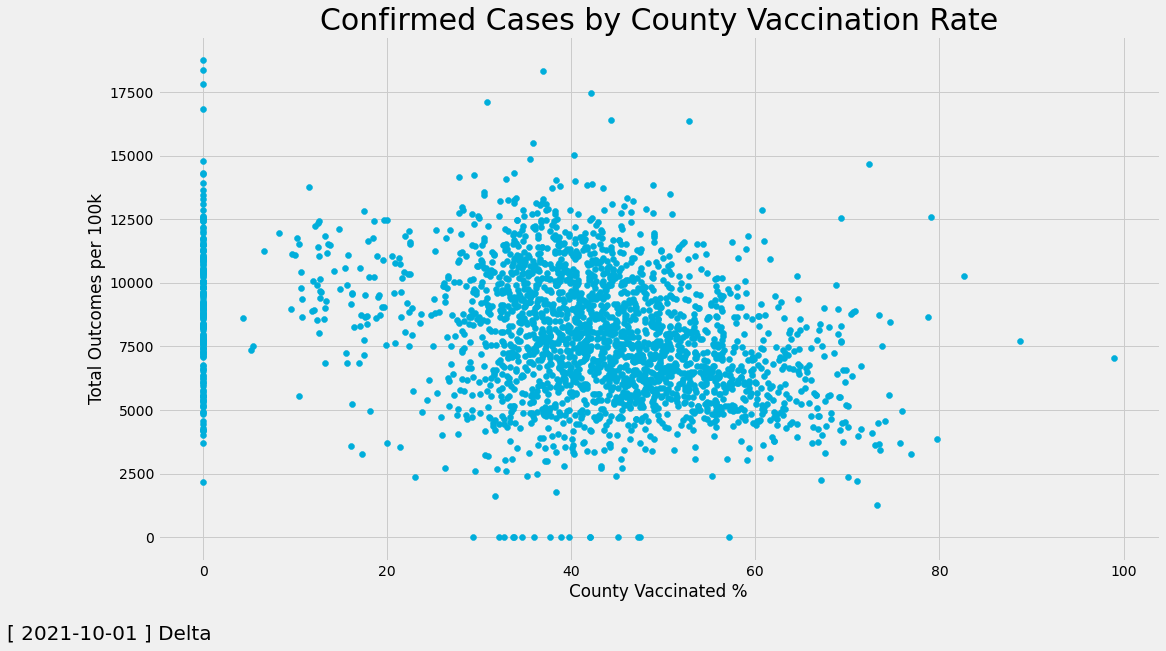 Confirmed Cases by County Vaccination Rate
Total Outcomes per 100k
17500
15000
12500
10000
7500
5000
2500
0
0 20 40 60 80 100
County Vaccinated %
[ 2021-10-01 ] Delta